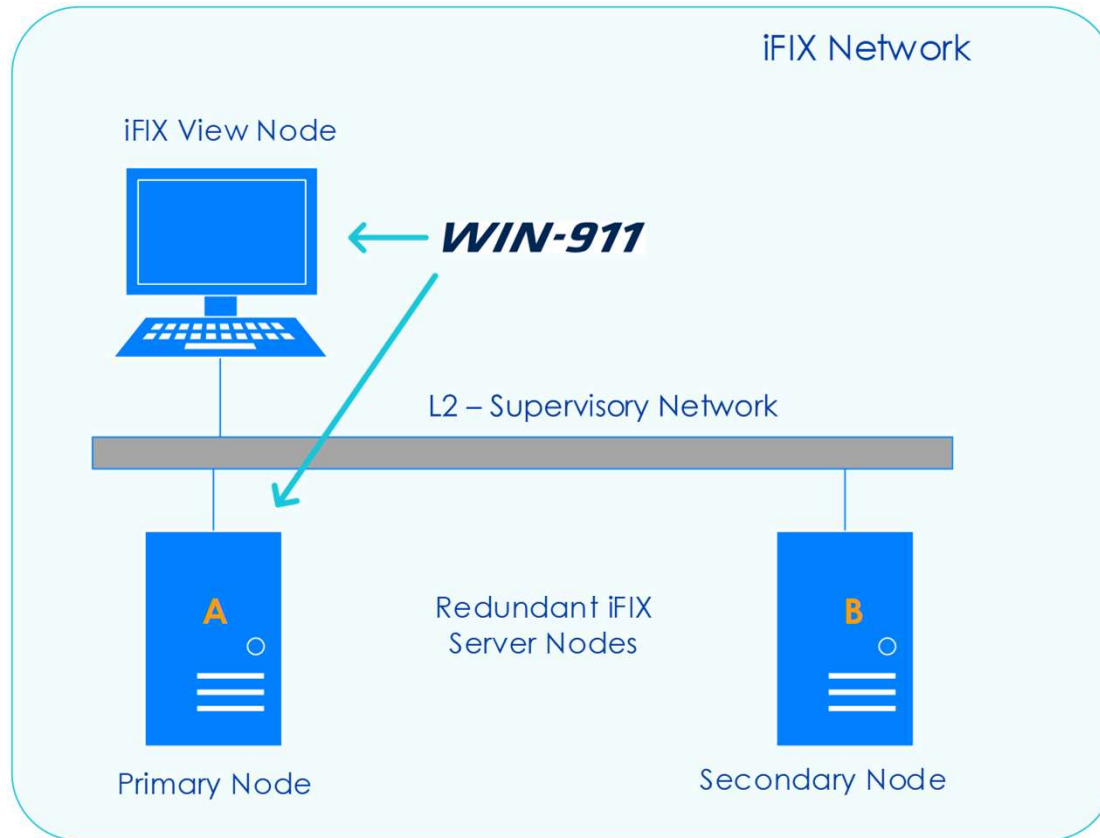 iFIX Network
iFIX View Node
WIN-911
L2 – Supervisory Network
A
B
Redundant iFIX
Server Nodes
Primary Node
Secondary Node